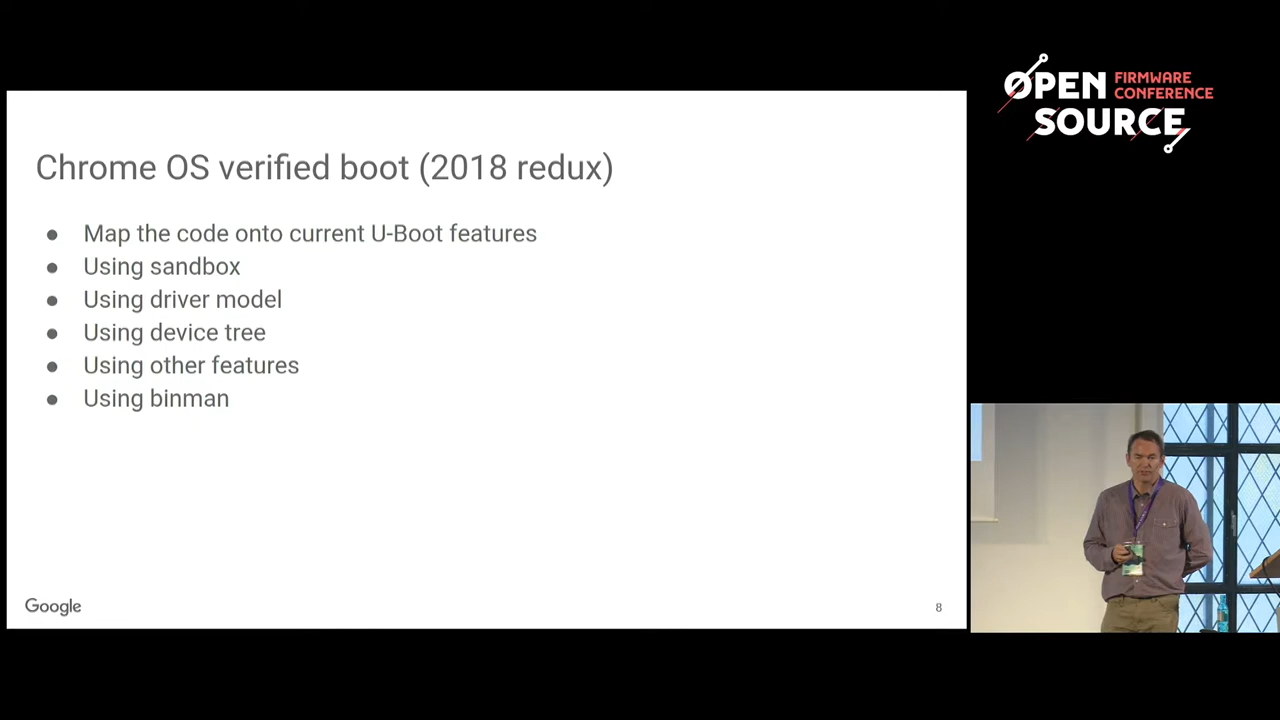 OPEN FIRMWARE
CONFERENCE
SOURCE
Chrome OS verified boot (2018 redux)
● Map the code onto current U-Boot features
● Using sandbox
● Using driver model
● Using device tree
● Using other features
● Using binman
Google
8